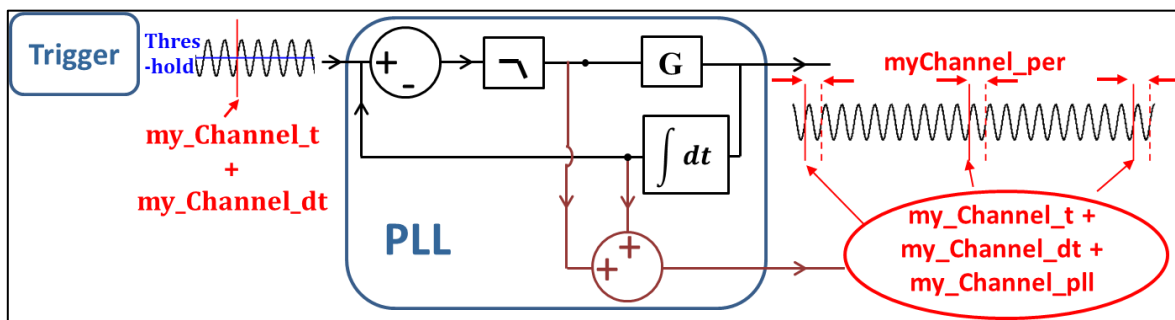 Trigger
Thres
-hold
my_Channel_t
+
my_Channel_dt
+
-
G
∫ dt
+
+
PLL
myChannel_per
my_Channel_t +
my_Channel_dt +
my_Channel_pll